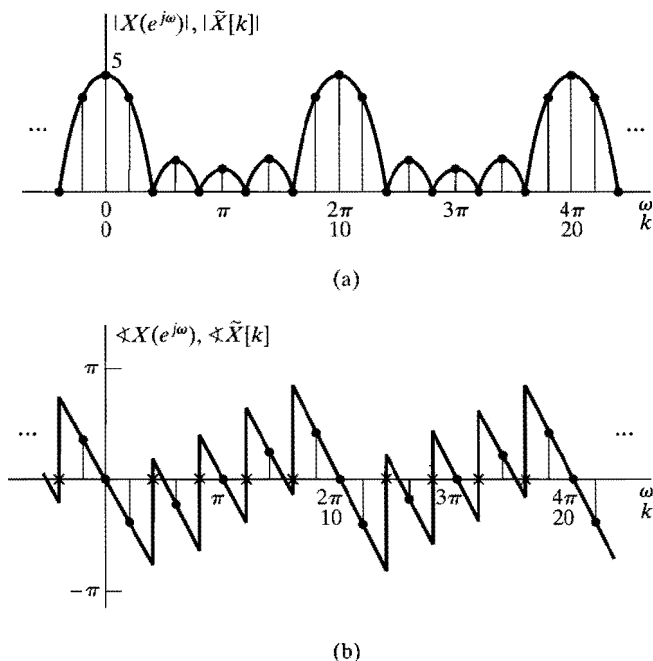 |X(e^{jω})|, |X̃[k]|
5
... ...
0 π 2π 3π 4π ω
0 10 20 k
(a)
∢X(e^{jω}), ∢X̃[k]
π
... ...
π 2π 3π 4π ω
10 20 k
−π
(b)